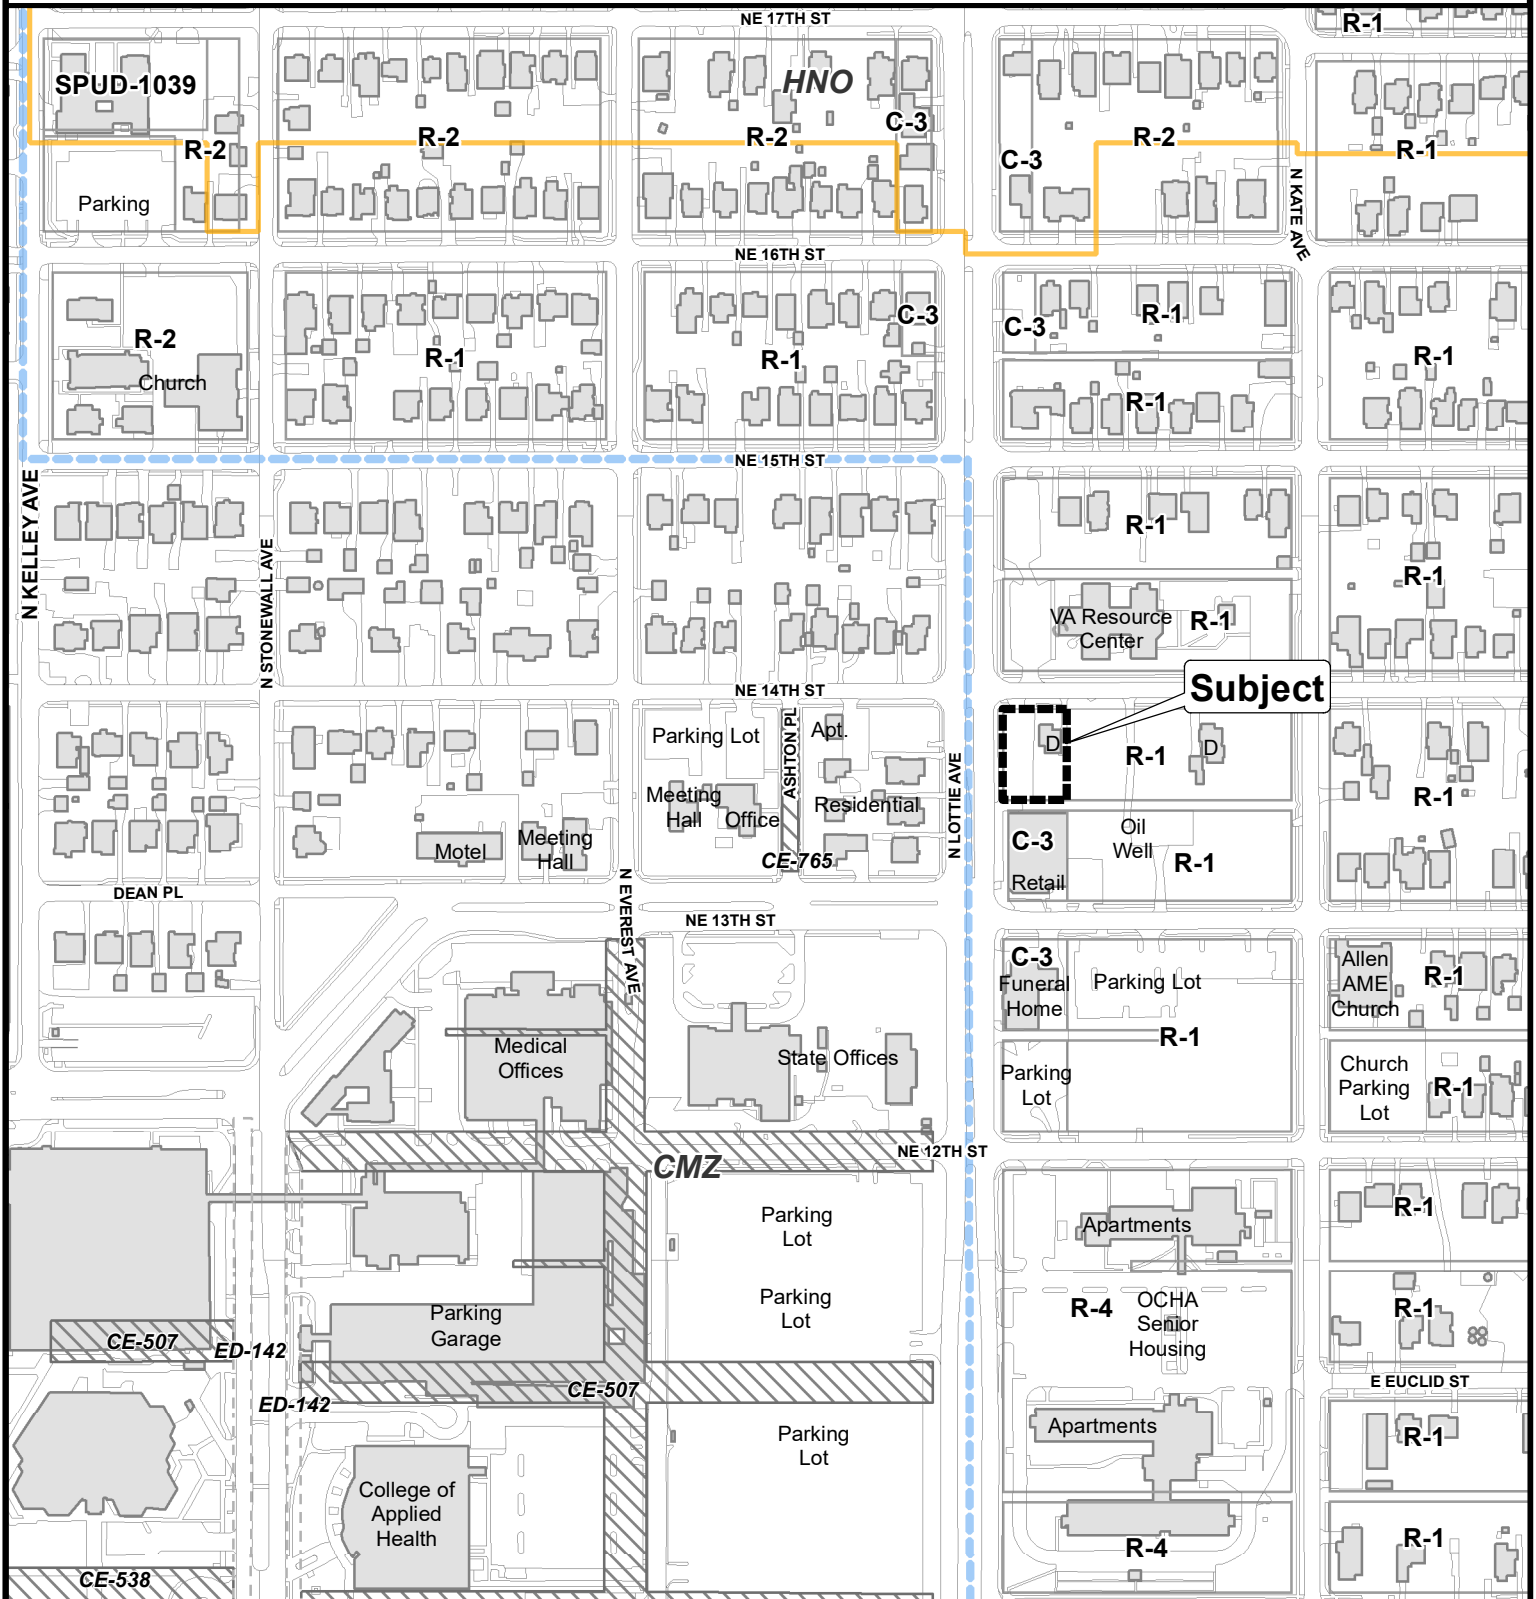 NE 17TH ST
R-1
SPUD-1039
HNO
C-3
R-2
R-2
R-2
R-2
C-3
R-1
Parking
N KATE AVE
NE 16TH ST
R-2
Church
R-1
R-1
C-3
C-3
R-1
R-1
R-1
NE 15TH ST
N KELLEY AVE
N STONEWALL AVE
R-1
R-1
VA Resource
Center
R-1
NE 14TH ST
Subject
Parking Lot
ASHTON PL
Apt.
D
R-1
D
N LOTTIE AVE
Meeting
Hall
Office
Residential
R-1
Motel
Meeting
Hall
CE-765
C-3
Retail
Oil
Well
R-1
DEAN PL
N EVEREST AVE
NE 13TH ST
C-3
Funeral
Home
Parking Lot
Allen
AME
Church
R-1
Medical
Offices
State Offices
R-1
Parking
Lot
Church
Parking
Lot
R-1
NE 12TH ST
CMZ
Parking
Lot
Apartments
R-1
Parking
Lot
R-4
OCHA
Senior
Housing
R-1
Parking
Garage
CE-507
ED-142
CE-507
ED-142
E EUCLID ST
Parking
Lot
Apartments
R-1
College of
Applied
Health
R-4
R-1
CE-538